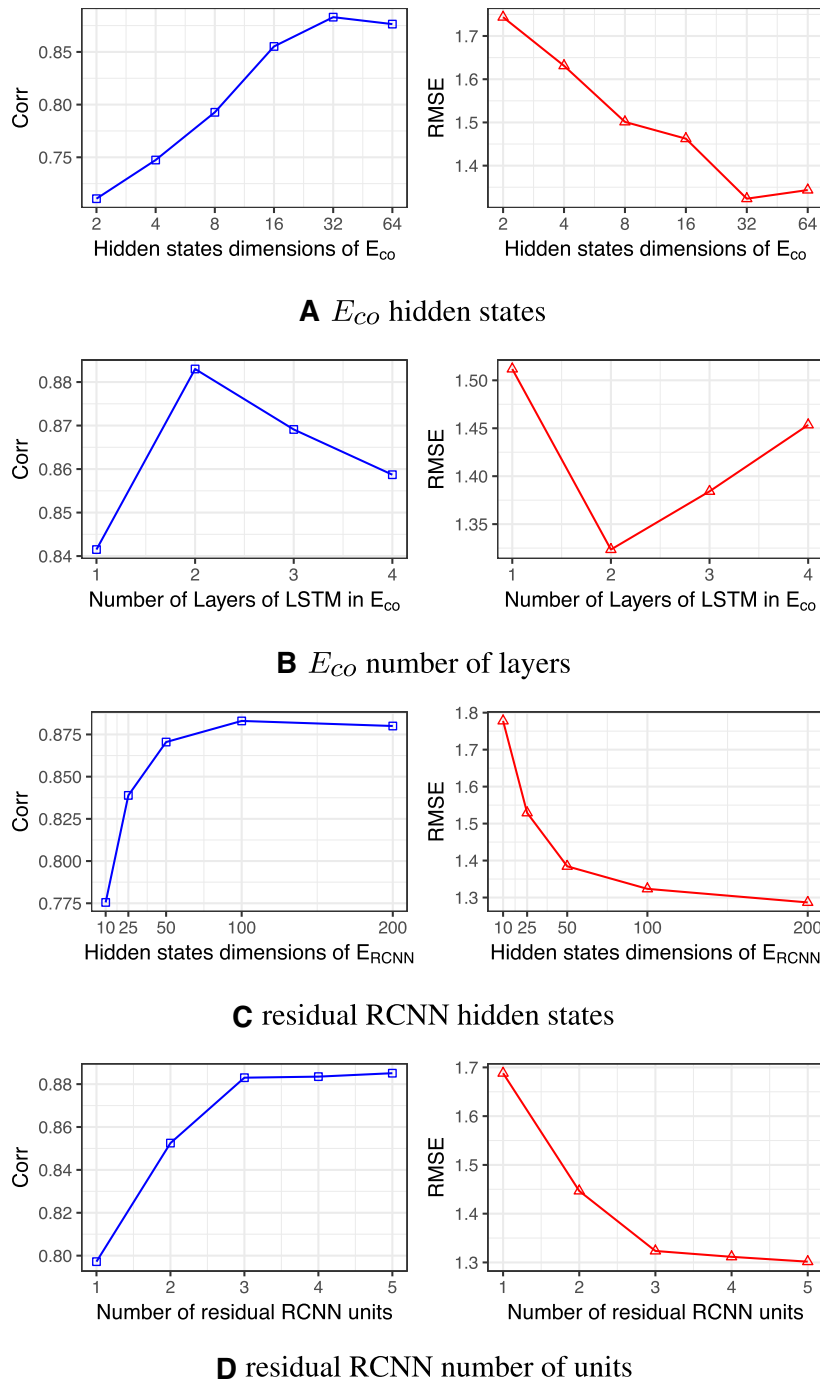 Corr
0.85
0.80
0.75
2 4 8 16 32 64
Hidden states dimensions of Eco
RMSE
1.7
1.6
1.5
1.4
2 4 8 16 32 64
Hidden states dimensions of Eco
A Eco hidden states
Corr
0.88
0.87
0.86
0.85
0.84
1 2 3 4
Number of Layers of LSTM in Eco
RMSE
1.50
1.45
1.40
1.35
1 2 3 4
Number of Layers of LSTM in Eco
B Eco number of layers
Corr
0.875
0.850
0.825
0.800
0.775
10 25 50 100 200
Hidden states dimensions of ERCNN
RMSE
1.8
1.7
1.6
1.5
1.4
1.3
10 25 50 100 200
Hidden states dimensions of ERCNN
C residual RCNN hidden states
Corr
0.88
0.86
0.84
0.82
0.80
1 2 3 4 5
Number of residual RCNN units
RMSE
1.7
1.6
1.5
1.4
1.3
1 2 3 4 5
Number of residual RCNN units
D residual RCNN number of units